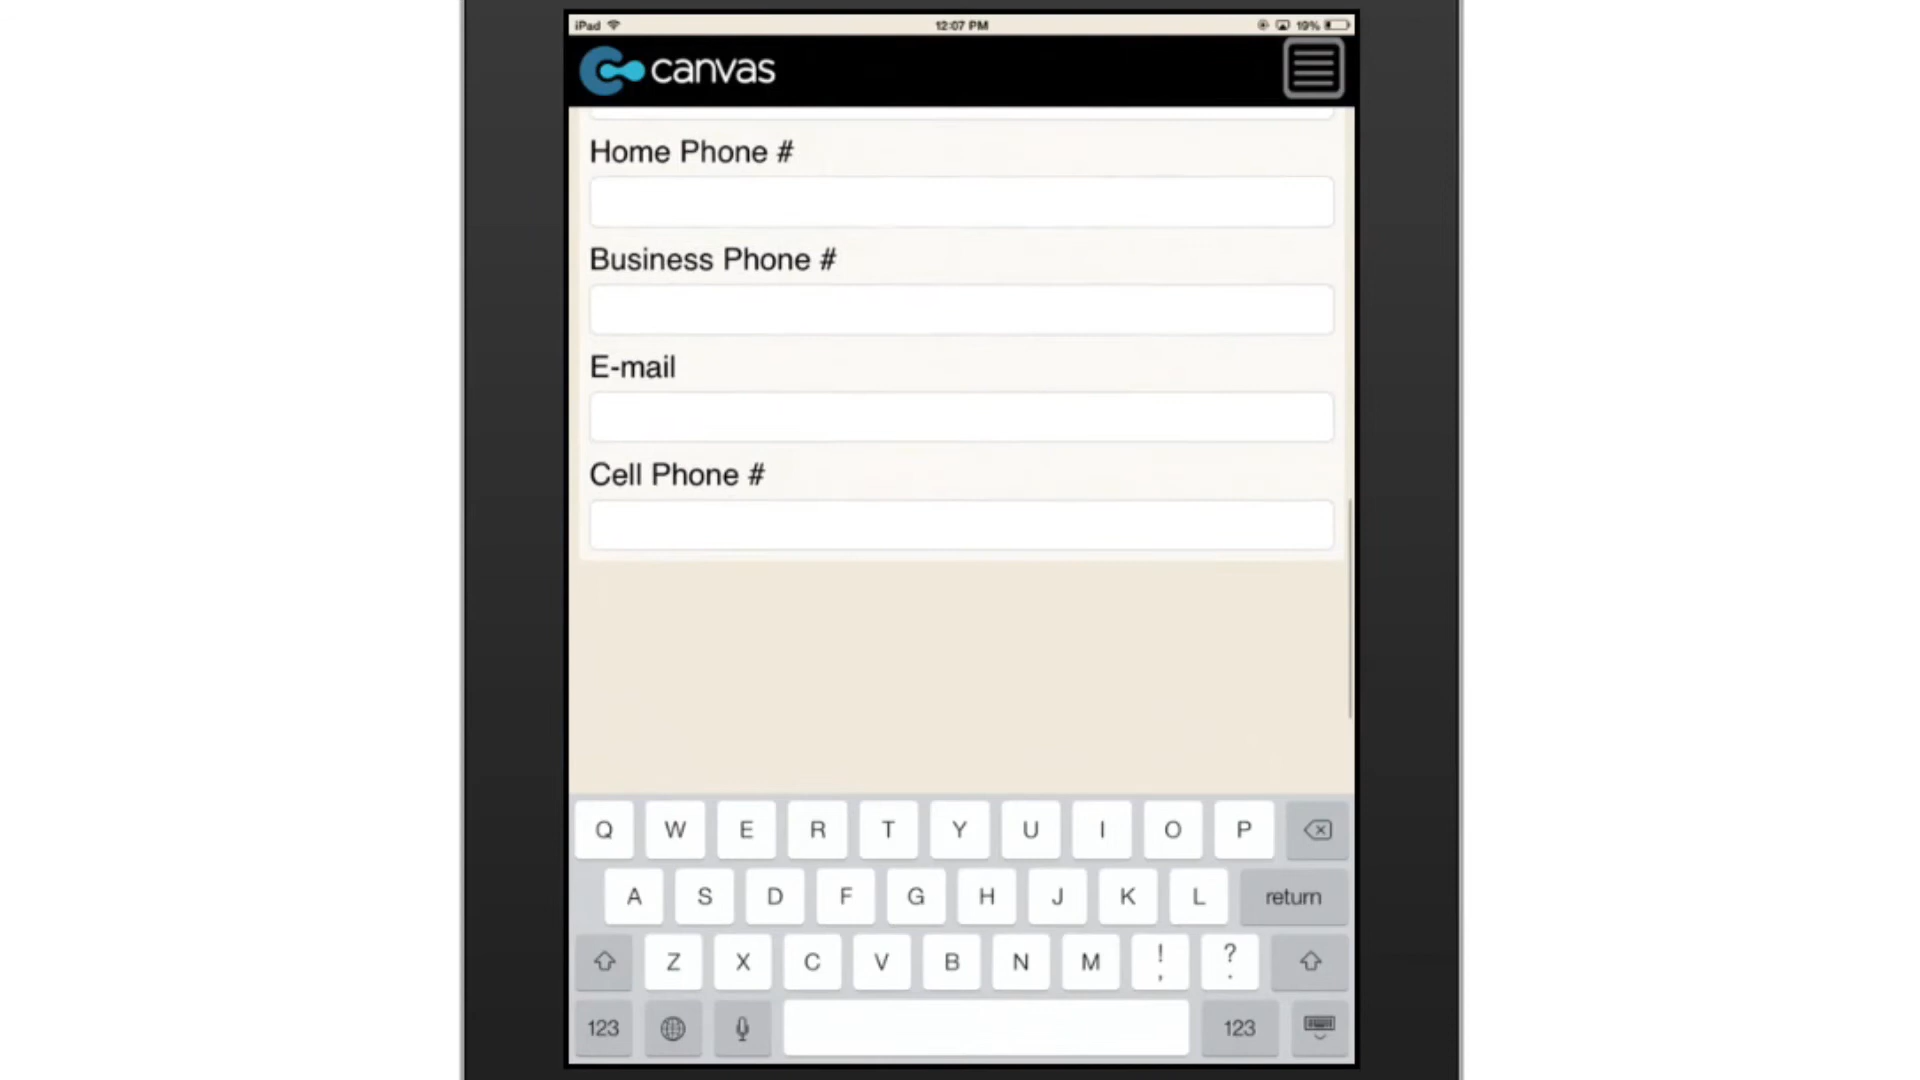 iPad 12:07 PM 19%
canvas
Home Phone #
Business Phone #
E-mail
Cell Phone #
Q W E R T Y U I O P
A S D F G H J K L return
Z X C V B N M ! , ? .
123 123